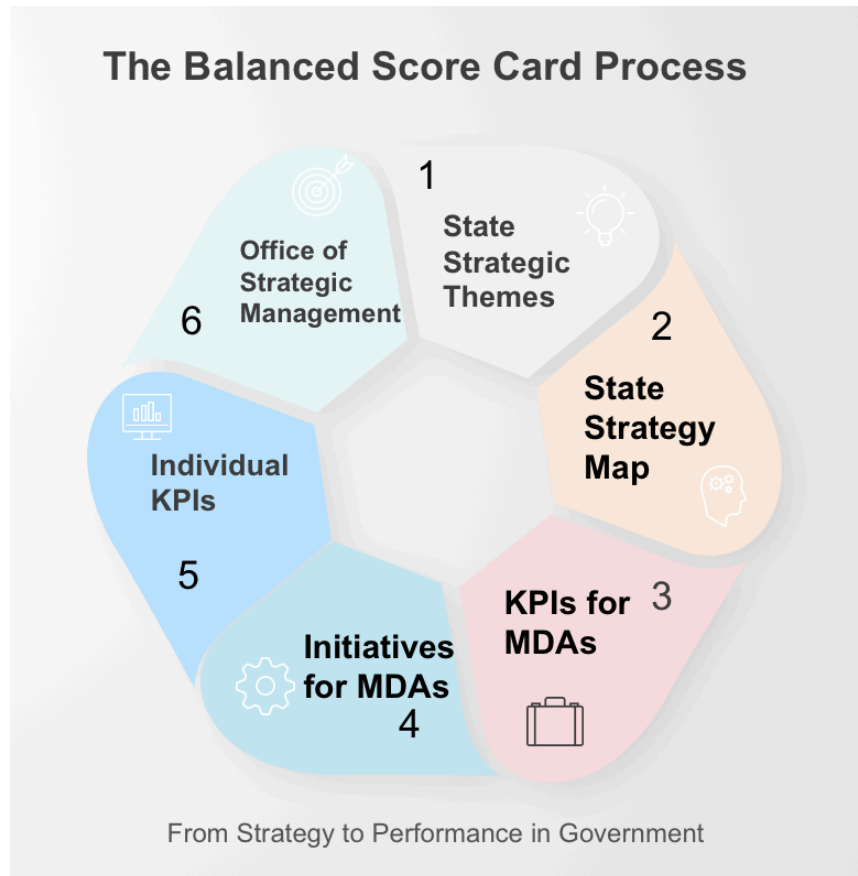 The Balanced Score Card Process
1
State
Strategic
Themes
2
State
Strategy
Map
3
KPIs for
MDAs
Initiatives
for MDAs
4
Individual
KPIs
5
Office of
Strategic
Management
6
From Strategy to Performance in Government